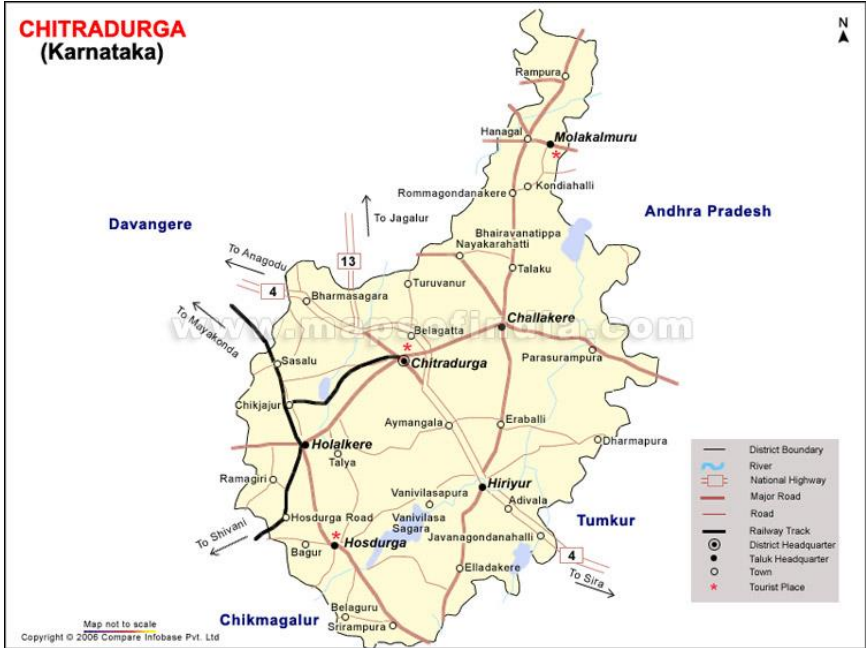 CHITRADURGA
(Karnataka)
N
Rampura
Hanagal
Molakalmuru
Rommagondanakere
Kondiahalli
Davangere
To Jagalur
Andhra Pradesh
Bhairavanatippa
Nayakarahatti
To Anagodu
13
Talaku
4
Turuvanur
Bharmasagara
To Mayakonda
Challakere
www.mapsofindia.com
Belagatta
Sasalu
Chitradurga
Parasurampura
Chikjajur
Aymangala
Eraballi
Holalkere
Dharmapura
Talya
Ramagiri
Hiriyur
Vanivilasapura
Adivala
Hosdurga Road
Vanivilasa
Sagara
Tumkur
To Shivani
Hosdurga
Javanagondanahalli
Bagur
4
Elladakere
To Sira
Belaguru
Chikmagalur
Srirampura
District Boundary
River
National Highway
Major Road
Road
Railway Track
District Headquarter
Taluk Headquarter
Town
Tourist Place
Map not to scale
Copyright © 2006 Compare Infobase Pvt. Ltd